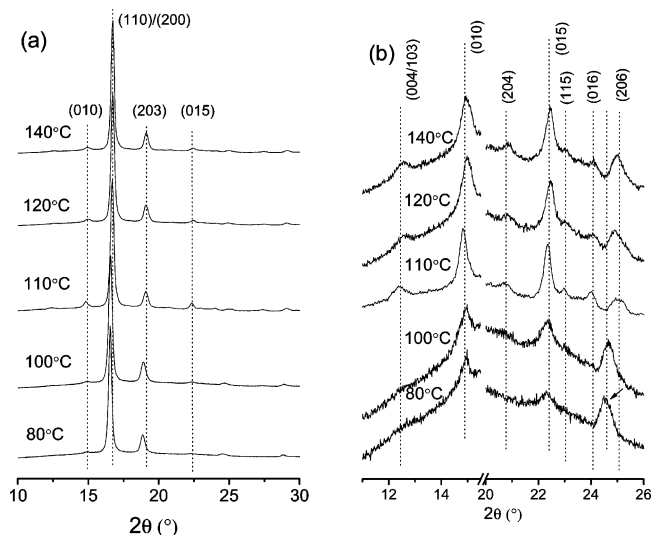 (a)
(110)/(200)
(010)
(203)
(015)
140°C
120°C
110°C
100°C
80°C
10 15 20 25 30
2θ (°)
(b)
(004/103)
(010)
(204)
(015)
(115)
(016)
(206)
140°C
120°C
110°C
100°C
80°C
12 14 20 22 24 26
2θ (°)